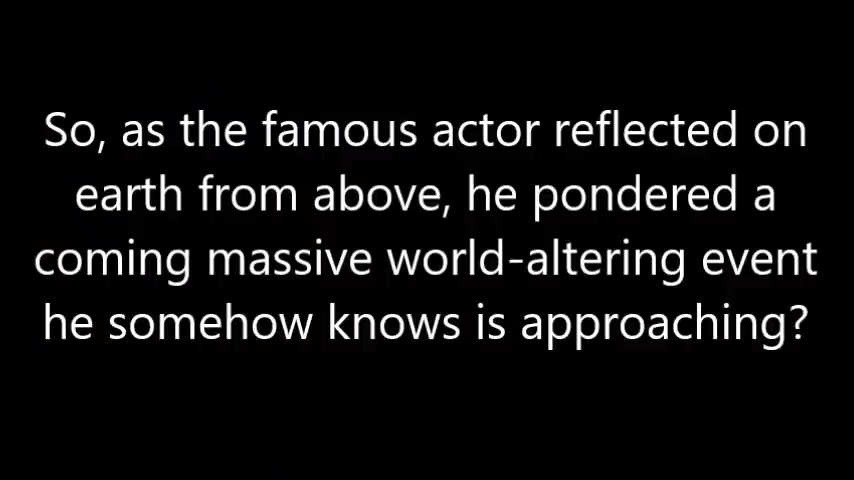 So, as the famous actor reflected on
earth from above, he pondered a
coming massive world-altering event
he somehow knows is approaching?